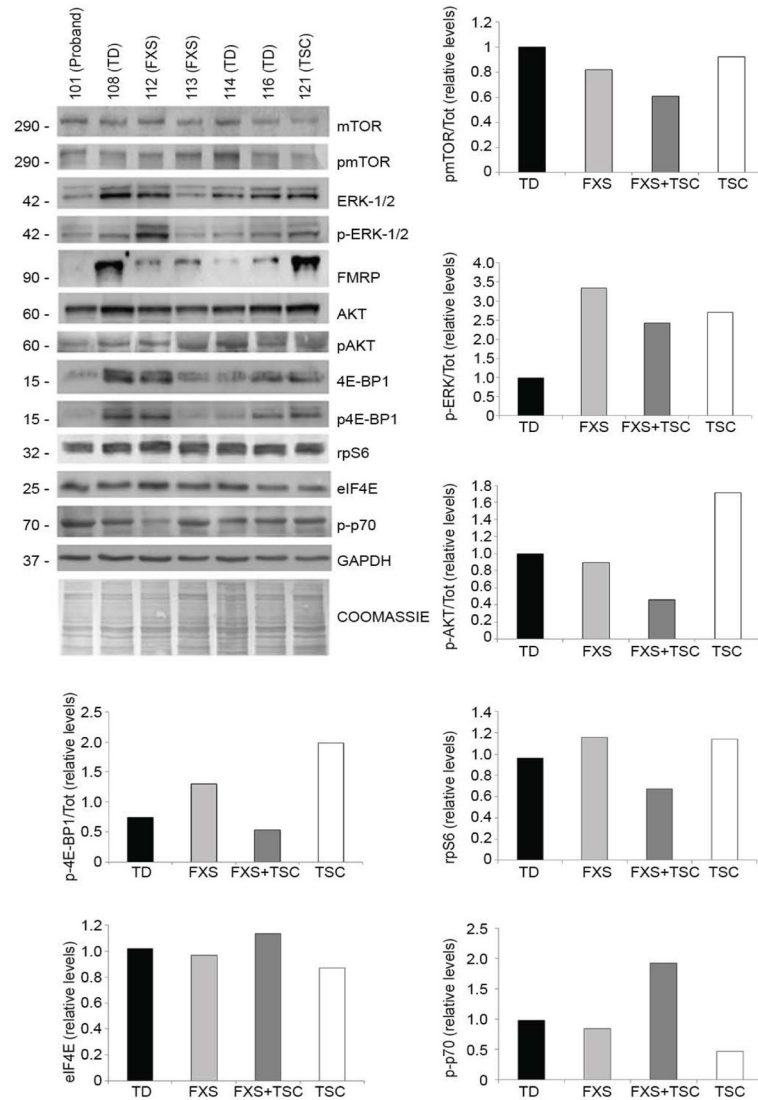 101 (Proband)
108 (TD)
112 (FXS)
113 (FXS)
114 (TD)
116 (TD)
121 (TSC)
290 - mTOR
290 - pmTOR
42 - ERK-1/2
42 - p-ERK-1/2
90 - FMRP
60 - AKT
60 - pAKT
15 - 4E-BP1
15 - p4E-BP1
32 - rpS6
25 - eIF4E
70 - p-p70
37 - GAPDH
COOMASSIE
pmTOR/Tot (relative levels)
1.2
1
0.8
0.6
0.4
0.2
0
TD FXS FXS+TSC TSC
p-ERK/Tot (relative levels)
4.0
3.5
3.0
2.5
2.0
1.5
1.0
0.5
0
TD FXS FXS+TSC TSC
p-AKT/Tot (relative levels)
1.8
1.6
1.4
1.2
1.0
0.8
0.6
0.4
0.2
0
TD FXS FXS+TSC TSC
p-4E-BP1/Tot (relative levels)
2.5
2.0
1.5
1.0
0.5
0
TD FXS FXS+TSC TSC
rpS6 (relative levels)
1.4
1.2
1.0
0.8
0.6
0.4
0.2
0
TD FXS FXS+TSC TSC
eIF4E (relative levels)
1.2
1.0
0.8
0.6
0.4
0.2
0
TD FXS FXS+TSC TSC
p-p70 (relative levels)
2.5
2.0
1.5
1.0
0.5
0
TD FXS FXS+TSC TSC